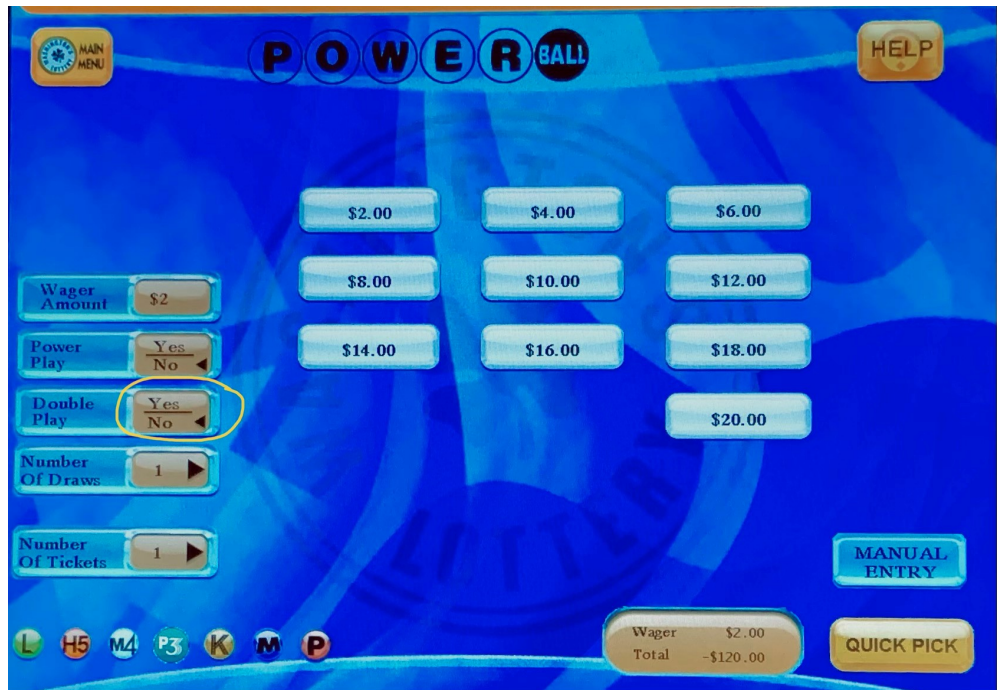 WASHINGTON'S LOTTERY
MAIN
MENU
POWER BALL
HELP
$2.00 $4.00 $6.00
$8.00 $10.00 $12.00
$14.00 $16.00 $18.00
$20.00
Wager
Amount
$2
Power
Play
Yes
No
Double
Play
Yes
No
Number
Of Draws
1
Number
Of Tickets
1
LOTTERY
MANUAL
ENTRY
L H5 M4 P3 K M P
Wager $2.00
Total -$120.00
QUICK PICK